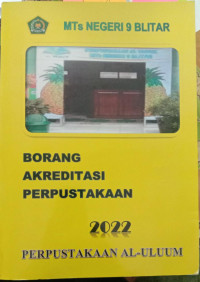 MTs NEGERI 9 BLITAR
BORANG
AKREDITASI
PERPUSTAKAAN
2022
PERPUSTAKAAN AL-ULUUM